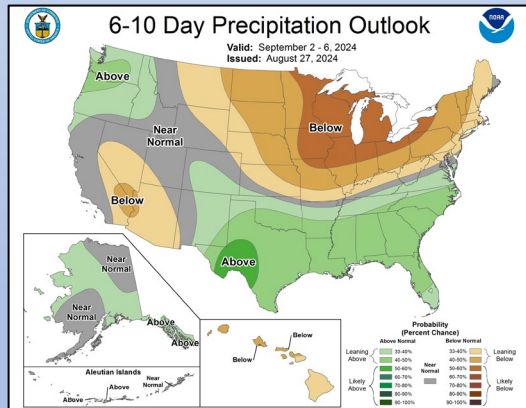 6-10 Day Precipitation Outlook
Valid: September 2 - 6, 2024
Issued: August 27, 2024
NOAA
Above
Near
Normal
Below
Below
Above
Near
Normal
Near
Normal
Above
Above
Aleutian Islands
Above
Near
Normal
Above
Above
Below
Below
Probability
(Percent Chance)
Above Normal
Below Normal
Leaning
Above
33-40%
40-50%
50-60%
60-70%
70-80%
80-90%
90-100%
Likely
Above
Near
Normal
33-40%
40-50%
50-60%
60-70%
70-80%
80-90%
90-100%
Leaning
Below
Likely
Below